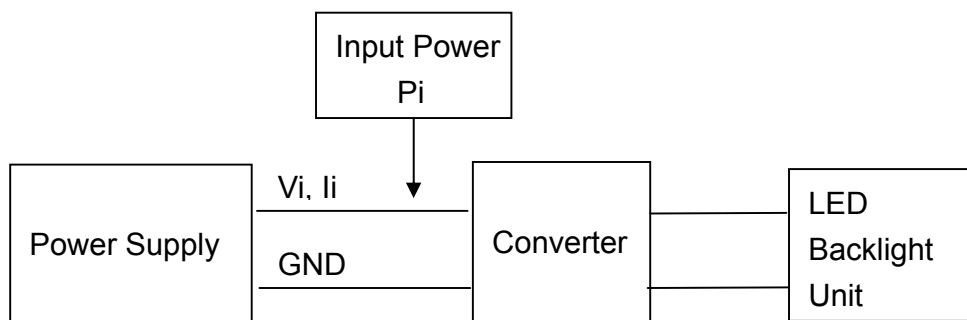 Input Power
Pi
Vi, Ii
Power Supply
GND
Converter
LED
Backlight
Unit